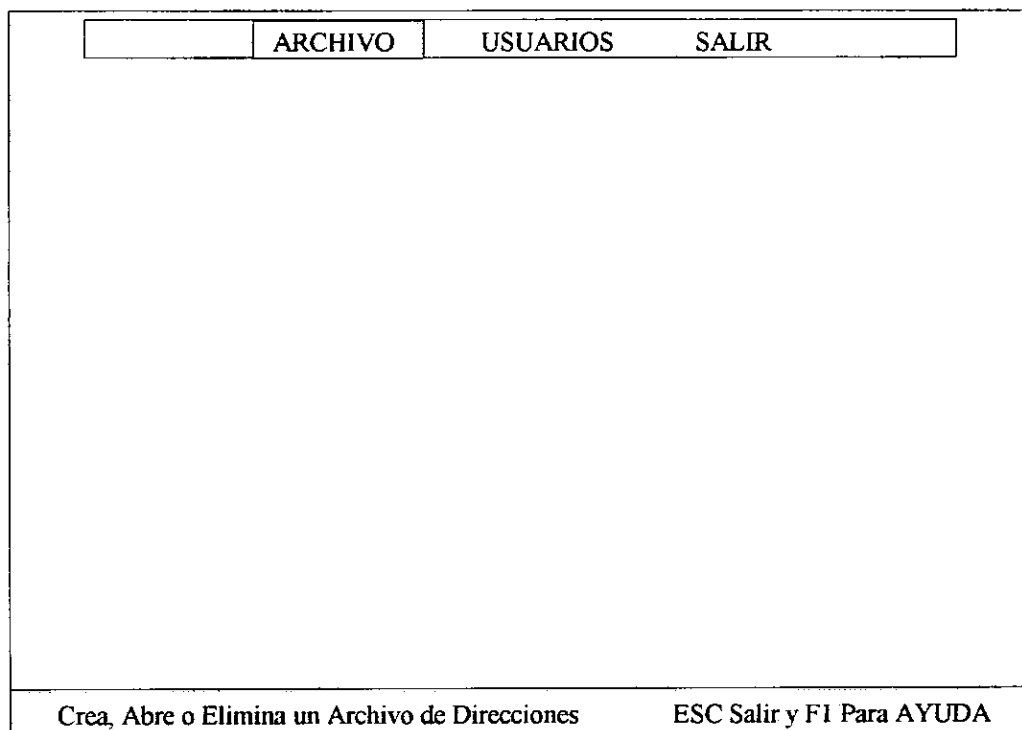 ARCHIVO USUARIOS SALIR
Crea, Abre o Elimina un Archivo de Direcciones ESC Salir y F1 Para AYUDA